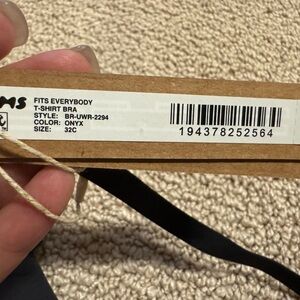 MS
FITS EVERYBODY
T-SHIRT BRA
STYLE: BR-UWR-2294
COLOR: ONYX
SIZE: 32C
194378252564